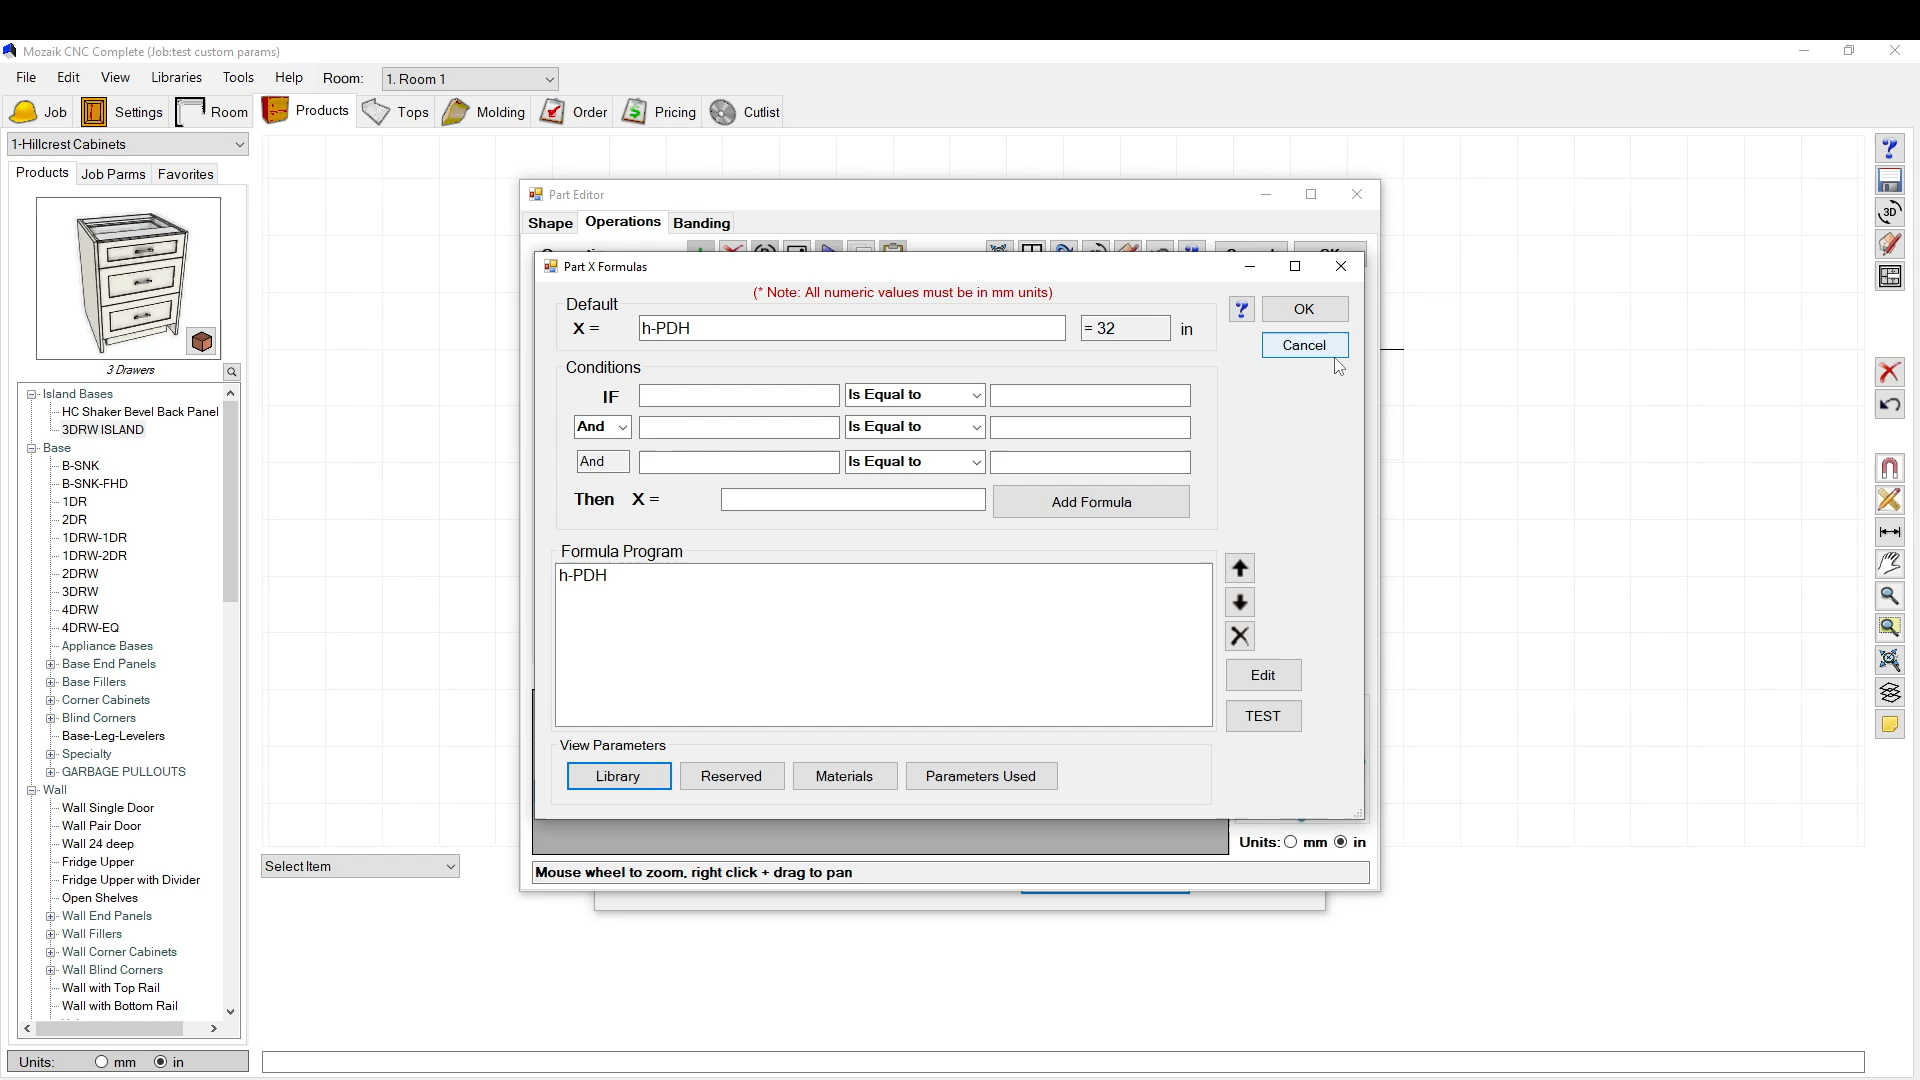 Mozaik CNC Complete (Job:test custom params)
File Edit View Libraries Tools Help Room: 1. Room 1
Job Settings Room Products Tops Molding Order Pricing Cutlist
1-Hillcrest Cabinets
Products Job Parms Favorites
3 Drawers
Island Bases
HC Shaker Bevel Back Panel
3DRW ISLAND
Base
B-SNK
B-SNK-FHD
1DR
2DR
1DRW-1DR
1DRW-2DR
2DRW
3DRW
4DRW
4DRW-EQ
Appliance Bases
Base End Panels
Base Fillers
Corner Cabinets
Blind Corners
Base-Leg-Levelers
Specialty
GARBAGE PULLOUTS
Wall
Wall Single Door
Wall Pair Door
Wall 24 deep
Fridge Upper
Fridge Upper with Divider
Open Shelves
Wall End Panels
Wall Fillers
Wall Corner Cabinets
Wall Blind Corners
Wall with Top Rail
Wall with Bottom Rail
Units: mm in
Select Item
Part Editor
Shape Operations Banding
Part X Formulas
(* Note: All numeric values must be in mm units)
Default
X = h-PDH = 32 in
OK
Cancel
Conditions
IF Is Equal to
And Is Equal to
And Is Equal to
Then X = Add Formula
Formula Program
h-PDH
Edit
TEST
View Parameters
Library Reserved Materials Parameters Used
Units: mm in
Mouse wheel to zoom, right click + drag to pan
3D